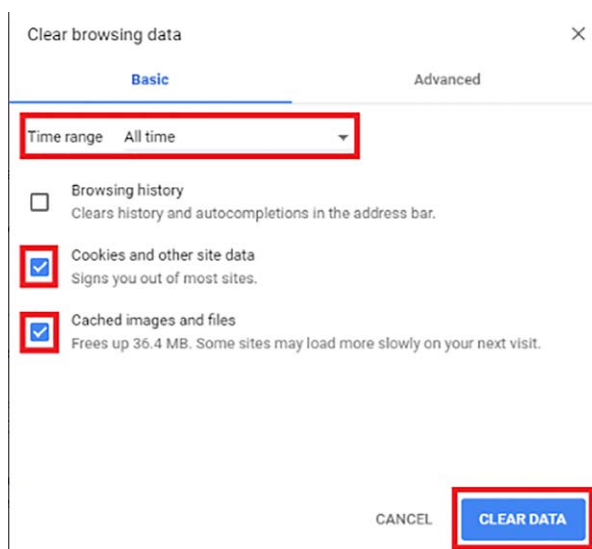 Clear browsing data
Basic
Advanced
Time range All time
Browsing history
Clears history and autocompletions in the address bar.
Cookies and other site data
Signs you out of most sites.
Cached images and files
Frees up 36.4 MB. Some sites may load more slowly on your next visit.
CANCEL
CLEAR DATA